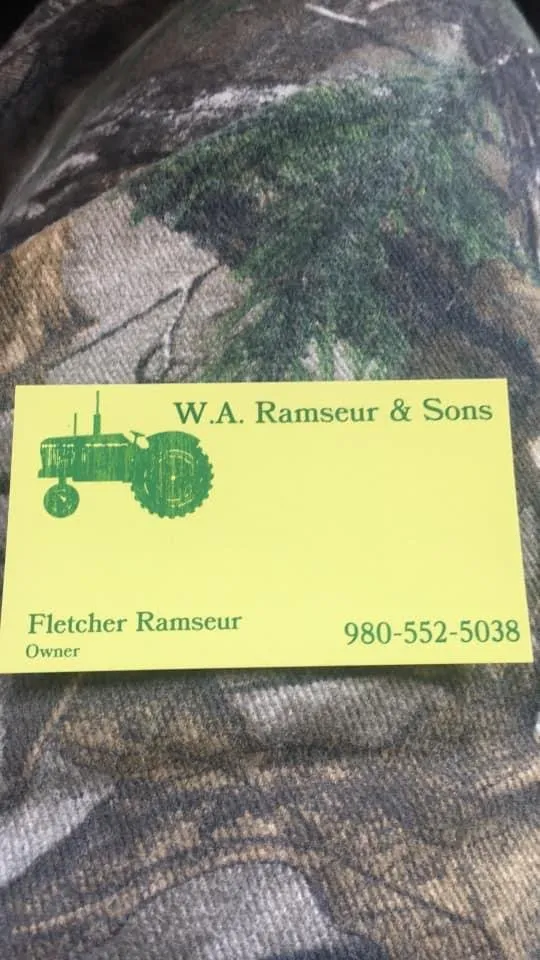 W.A. Ramseur & Sons
Fletcher Ramseur
Owner
980-552-5038